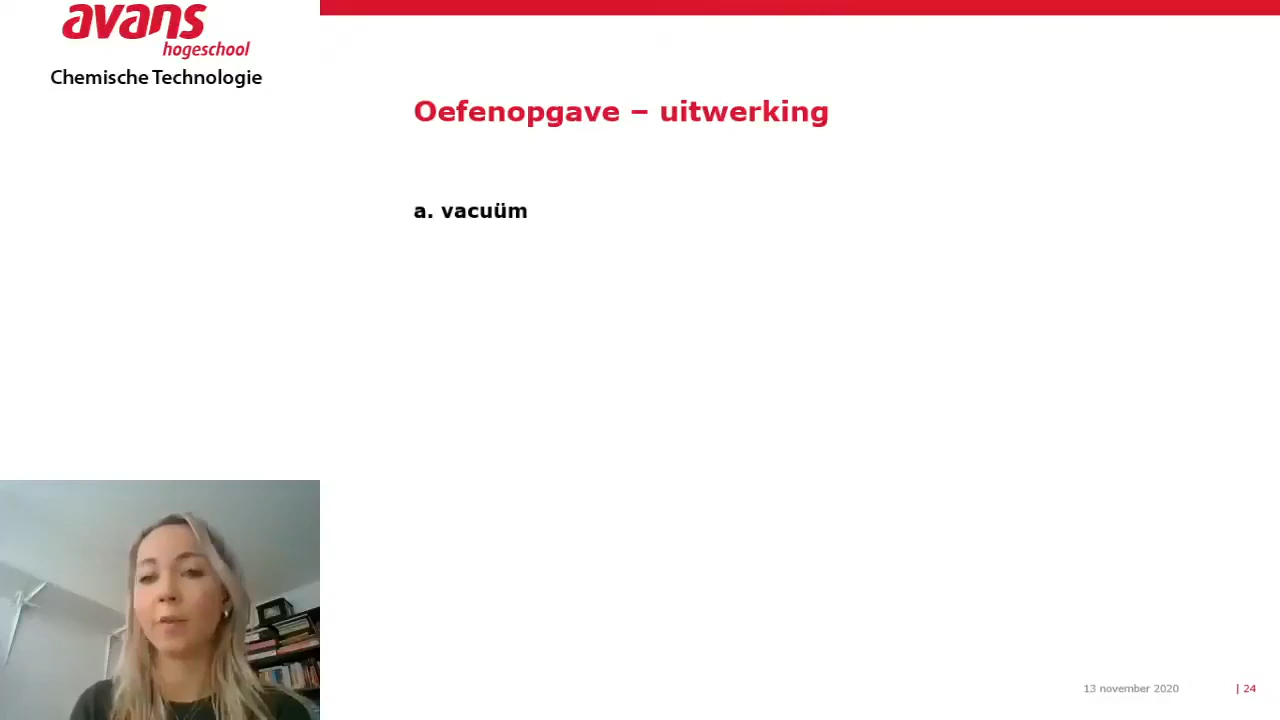 avans
hogeschool
Chemische Technologie
Oefenopgave – uitwerking
a. vacuüm
13 november 2020 | 24